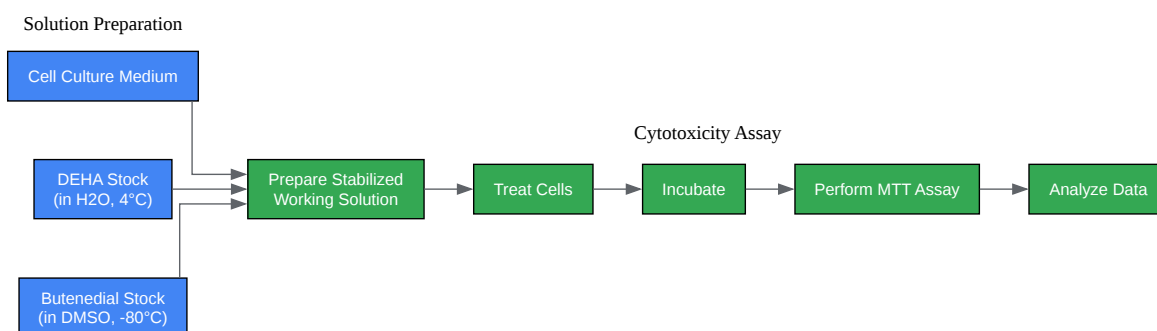 Solution Preparation
Cell Culture Medium
Cytotoxicity Assay
DEHA Stock
(in H2O, 4°C)
Prepare Stabilized
Working Solution
Treat Cells
Incubate
Perform MTT Assay
Analyze Data
Butenedial Stock
(in DMSO, -80°C)